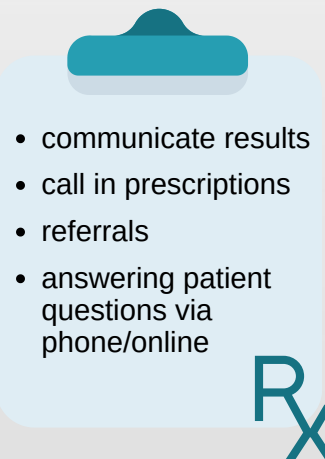 • communicate results
• call in prescriptions
• referrals
• answering patient
questions via
phone/online
Rx